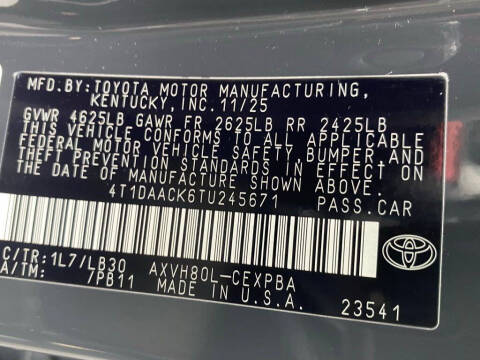 MFD.BY:TOYOTA MOTOR MANUFACTURING,
KENTUCKY,INC.11/25
GVWR 4625LB GAWR FR 2625LB RR 2425LB
THIS VEHICLE CONFORMS TO ALL APPLICABLE
FEDERAL MOTOR VEHICLE SAFETY, BUMPER, AND
THEFT PREVENTION STANDARDS IN EFFECT ON
THE DATE OF MANUFACTURE SHOWN ABOVE.
4T1DAACK6TU245671 PASS.CAR
C/TR:1L7/LB30 AXVH80L-CEXPBA
A/TM: 7PB11 MADE IN U.S.A.
23541